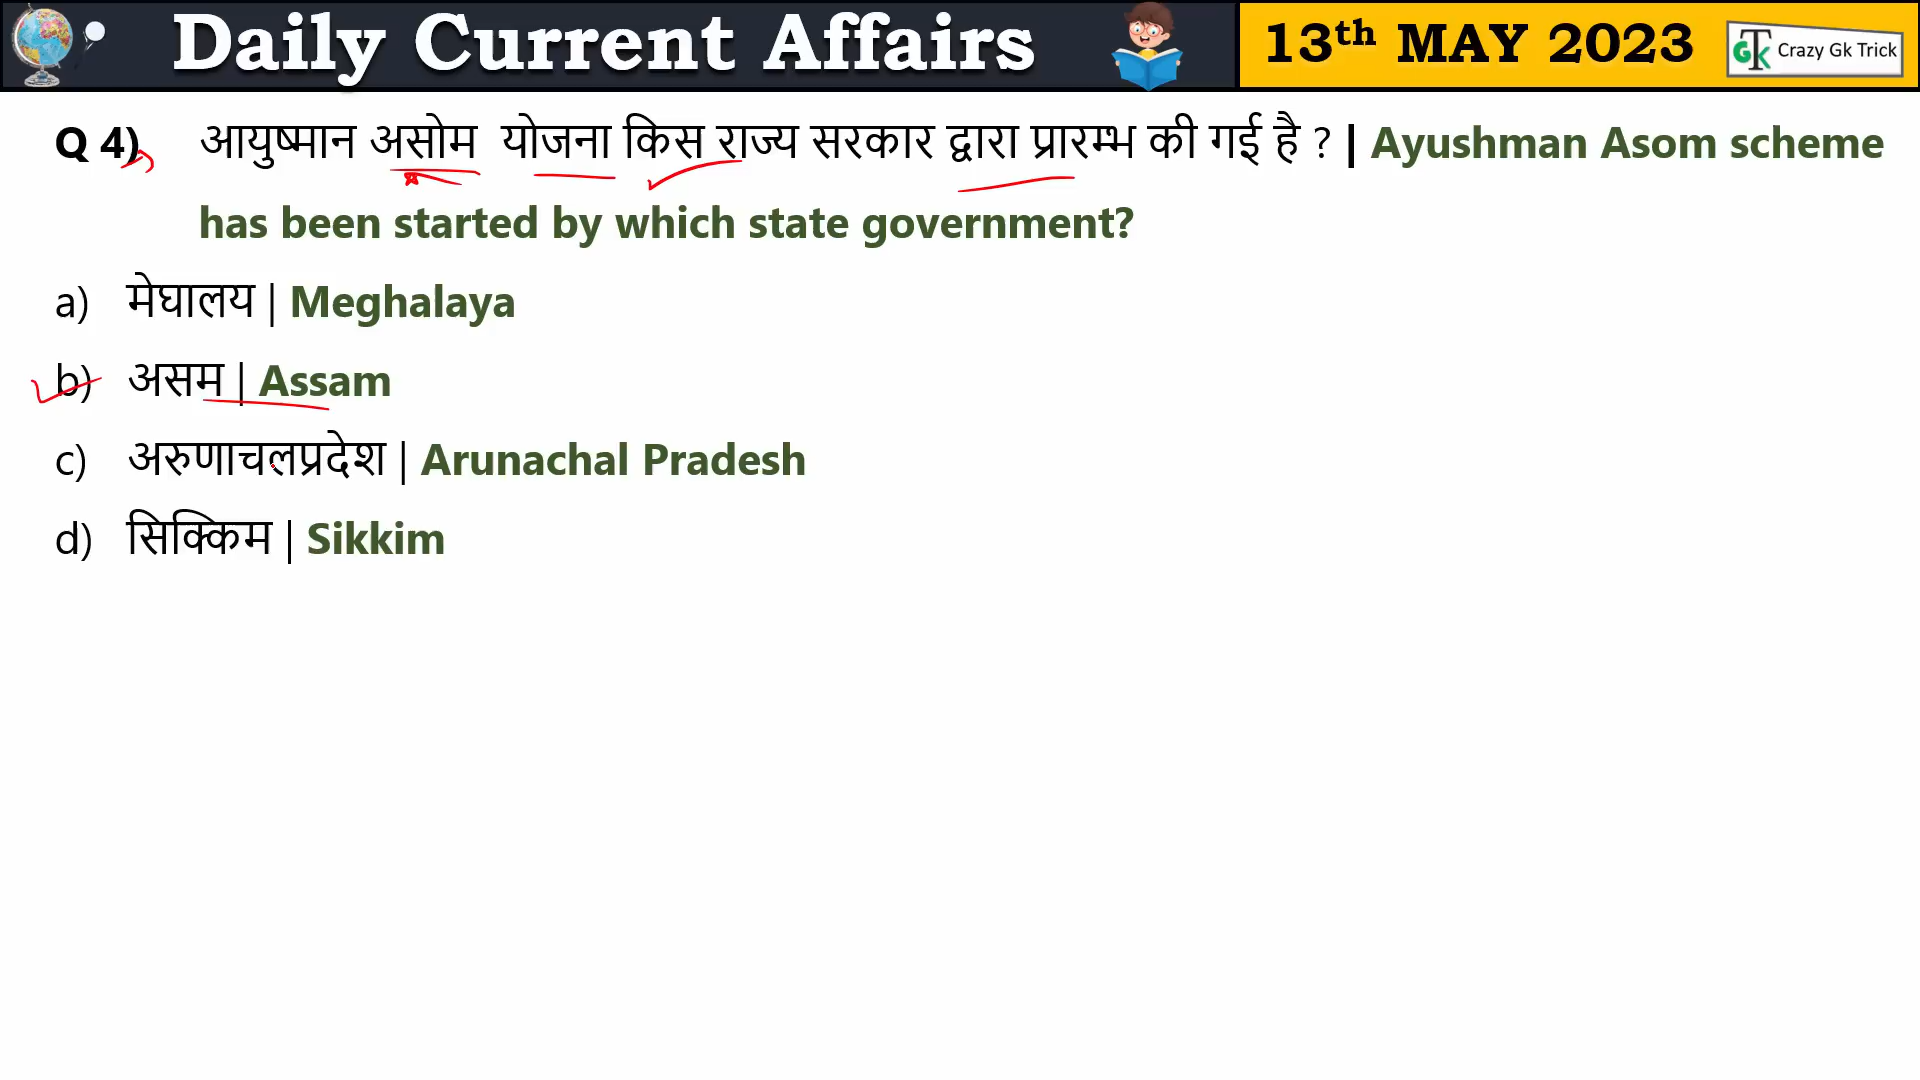 Daily Current Affairs
13th MAY 2023
GTK Crazy Gk Trick
Q 4) आयुष्मान असोम योजना किस राज्य सरकार द्वारा प्रारम्भ की गई है ? | Ayushman Asom scheme
has been started by which state government?
a) मेघालय | Meghalaya
b) असम | Assam
c) अरुणाचलप्रदेश | Arunachal Pradesh
d) सिक्किम | Sikkim